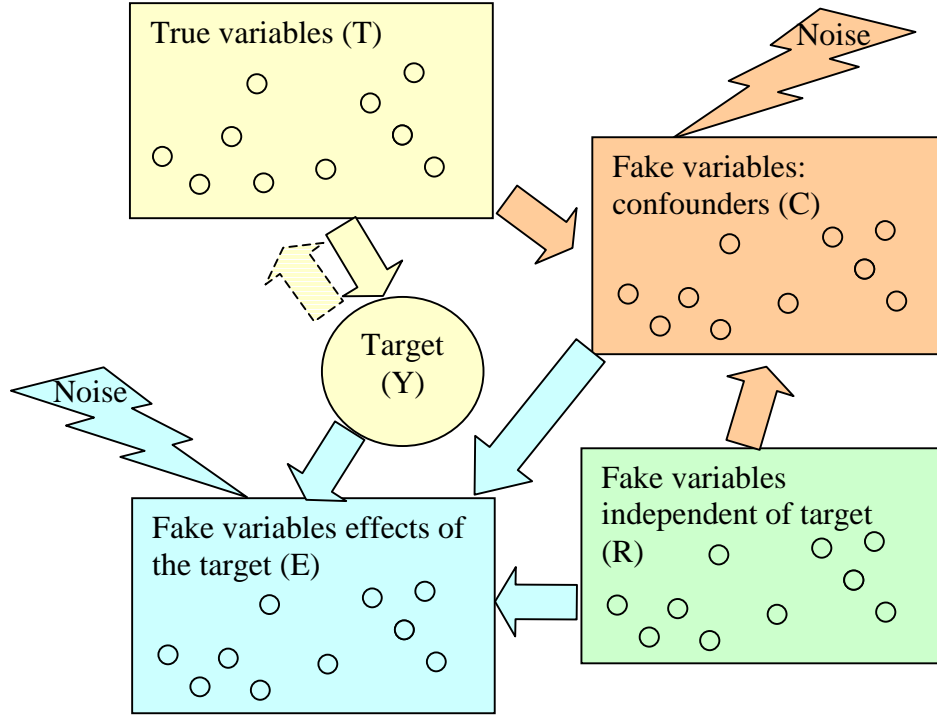 True variables (T)
Noise
Fake variables:
confounders (C)
Target
(Y)
Noise
Fake variables effects of
the target (E)
Fake variables
independent of target
(R)